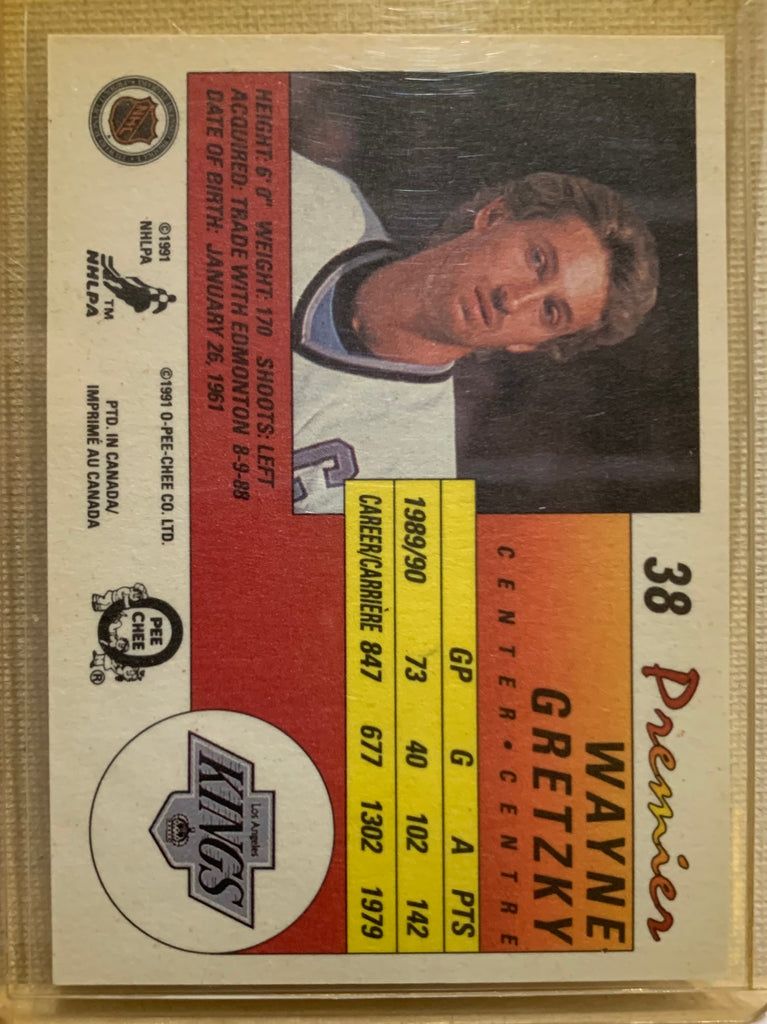 38 Premier
WAYNE
GRETZKY
CENTER • CENTRE
GP G A PTS
1989/90 73 40 102 142
CAREER/CARRIÈRE 847 677 1302 1979
HEIGHT: 6' 0" WEIGHT: 170 SHOOTS: LEFT
ACQUIRED: TRADE WITH EDMONTON 8-9-88
DATE OF BIRTH: JANUARY 26, 1961
Los Angeles
KINGS
NHL
©1991
NHLPA
NHLPA™
©1991 O-PEE-CHEE CO. LTD.
PTD. IN CANADA/
IMPRIMÉ AU CANADA
O
PEE
CHEE
®
C